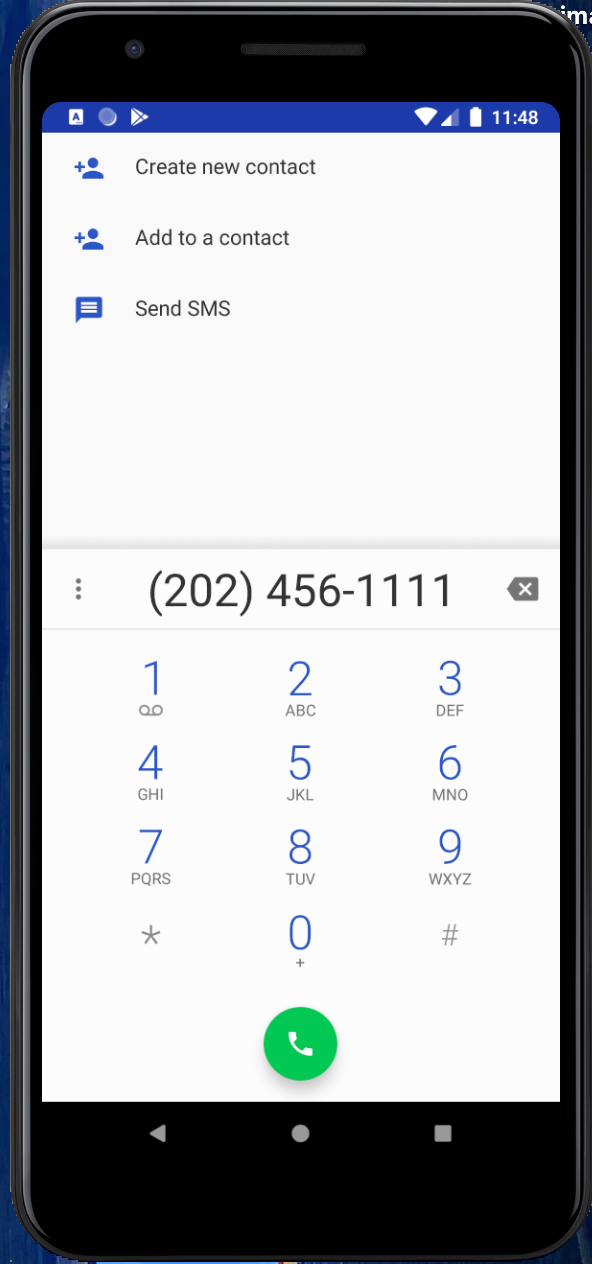 ima
11:48
Create new contact
Add to a contact
Send SMS
(202) 456-1111
1 2 3
ABC DEF
4 5 6
GHI JKL MNO
7 8 9
PQRS TUV WXYZ
* 0 #
+